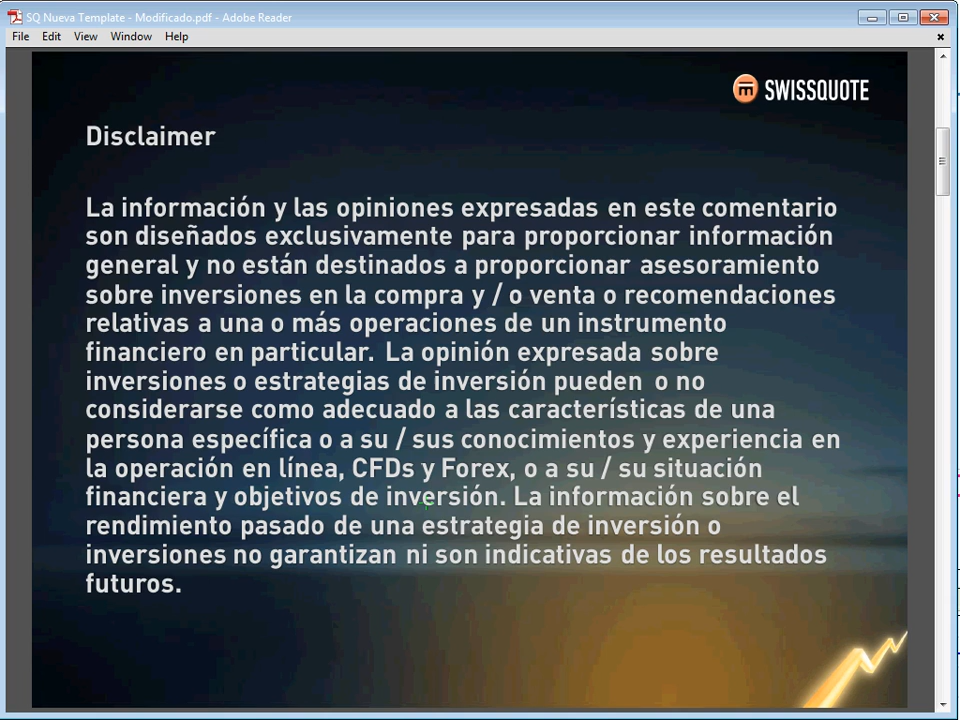 SQ Nueva Template - Modificado.pdf - Adobe Reader
File Edit View Window Help
SWISSQUOTE
Disclaimer
La información y las opiniones expresadas en este comentario
son diseñados exclusivamente para proporcionar información
general y no están destinados a proporcionar asesoramiento
sobre inversiones en la compra y / o venta o recomendaciones
relativas a una o más operaciones de un instrumento
financiero en particular. La opinión expresada sobre
inversiones o estrategias de inversión pueden o no
considerarse como adecuado a las características de una
persona específica o a su / sus conocimientos y experiencia en
la operación en línea, CFDs y Forex, o a su / su situación
financiera y objetivos de inversión. La información sobre el
rendimiento pasado de una estrategia de inversión o
inversiones no garantizan ni son indicativas de los resultados
futuros.